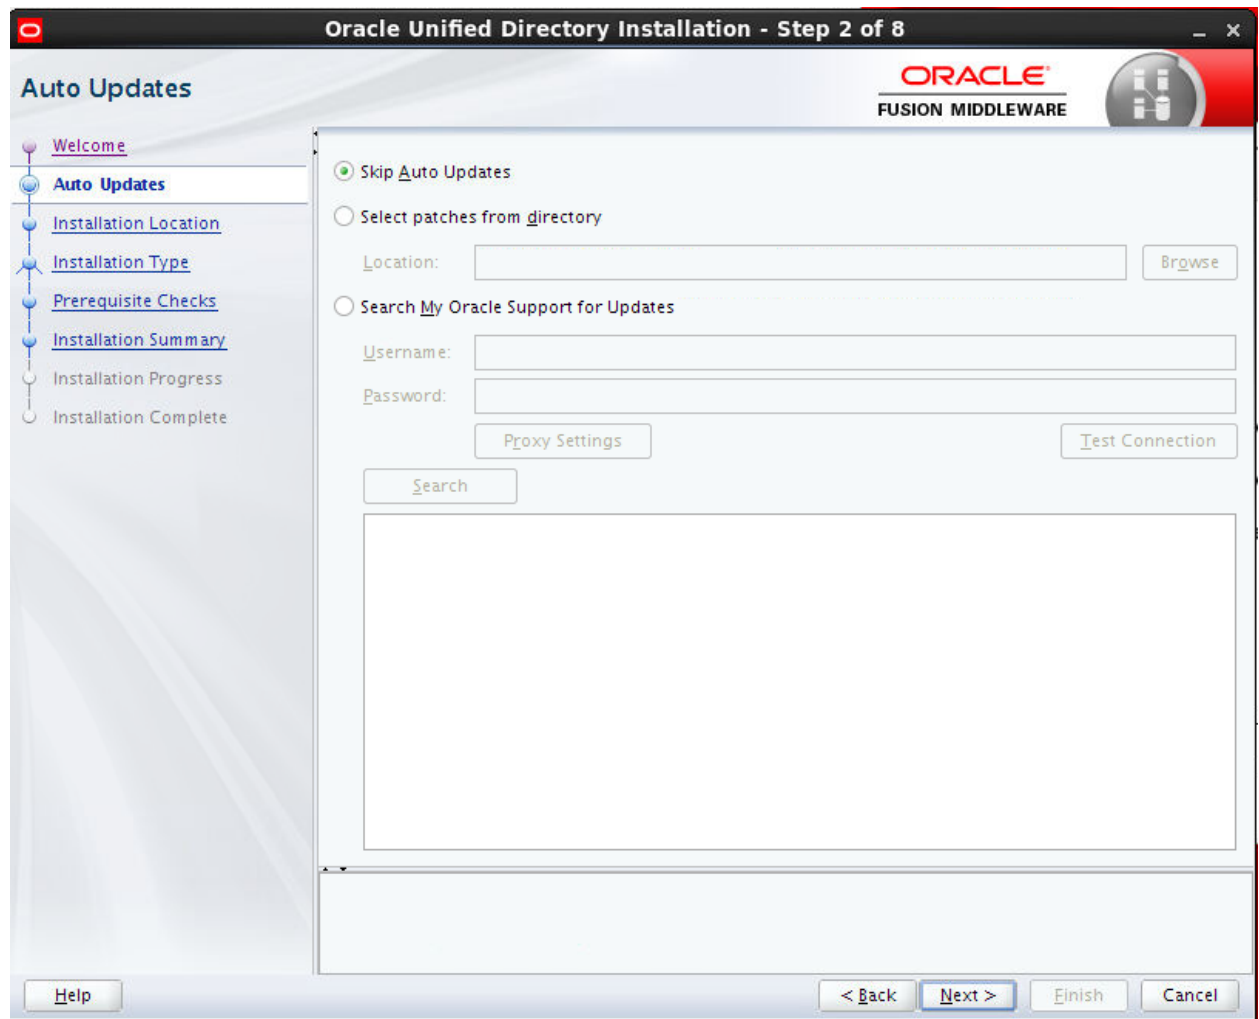 Oracle Unified Directory Installation - Step 2 of 8
Auto Updates
ORACLE®
FUSION MIDDLEWARE
Welcome
Auto Updates
Installation Location
Installation Type
Prerequisite Checks
Installation Summary
Installation Progress
Installation Complete
Skip Auto Updates
Select patches from directory
Location:
Browse
Search My Oracle Support for Updates
Username:
Password:
Proxy Settings
Test Connection
Search
Help
< Back
Next >
Finish
Cancel